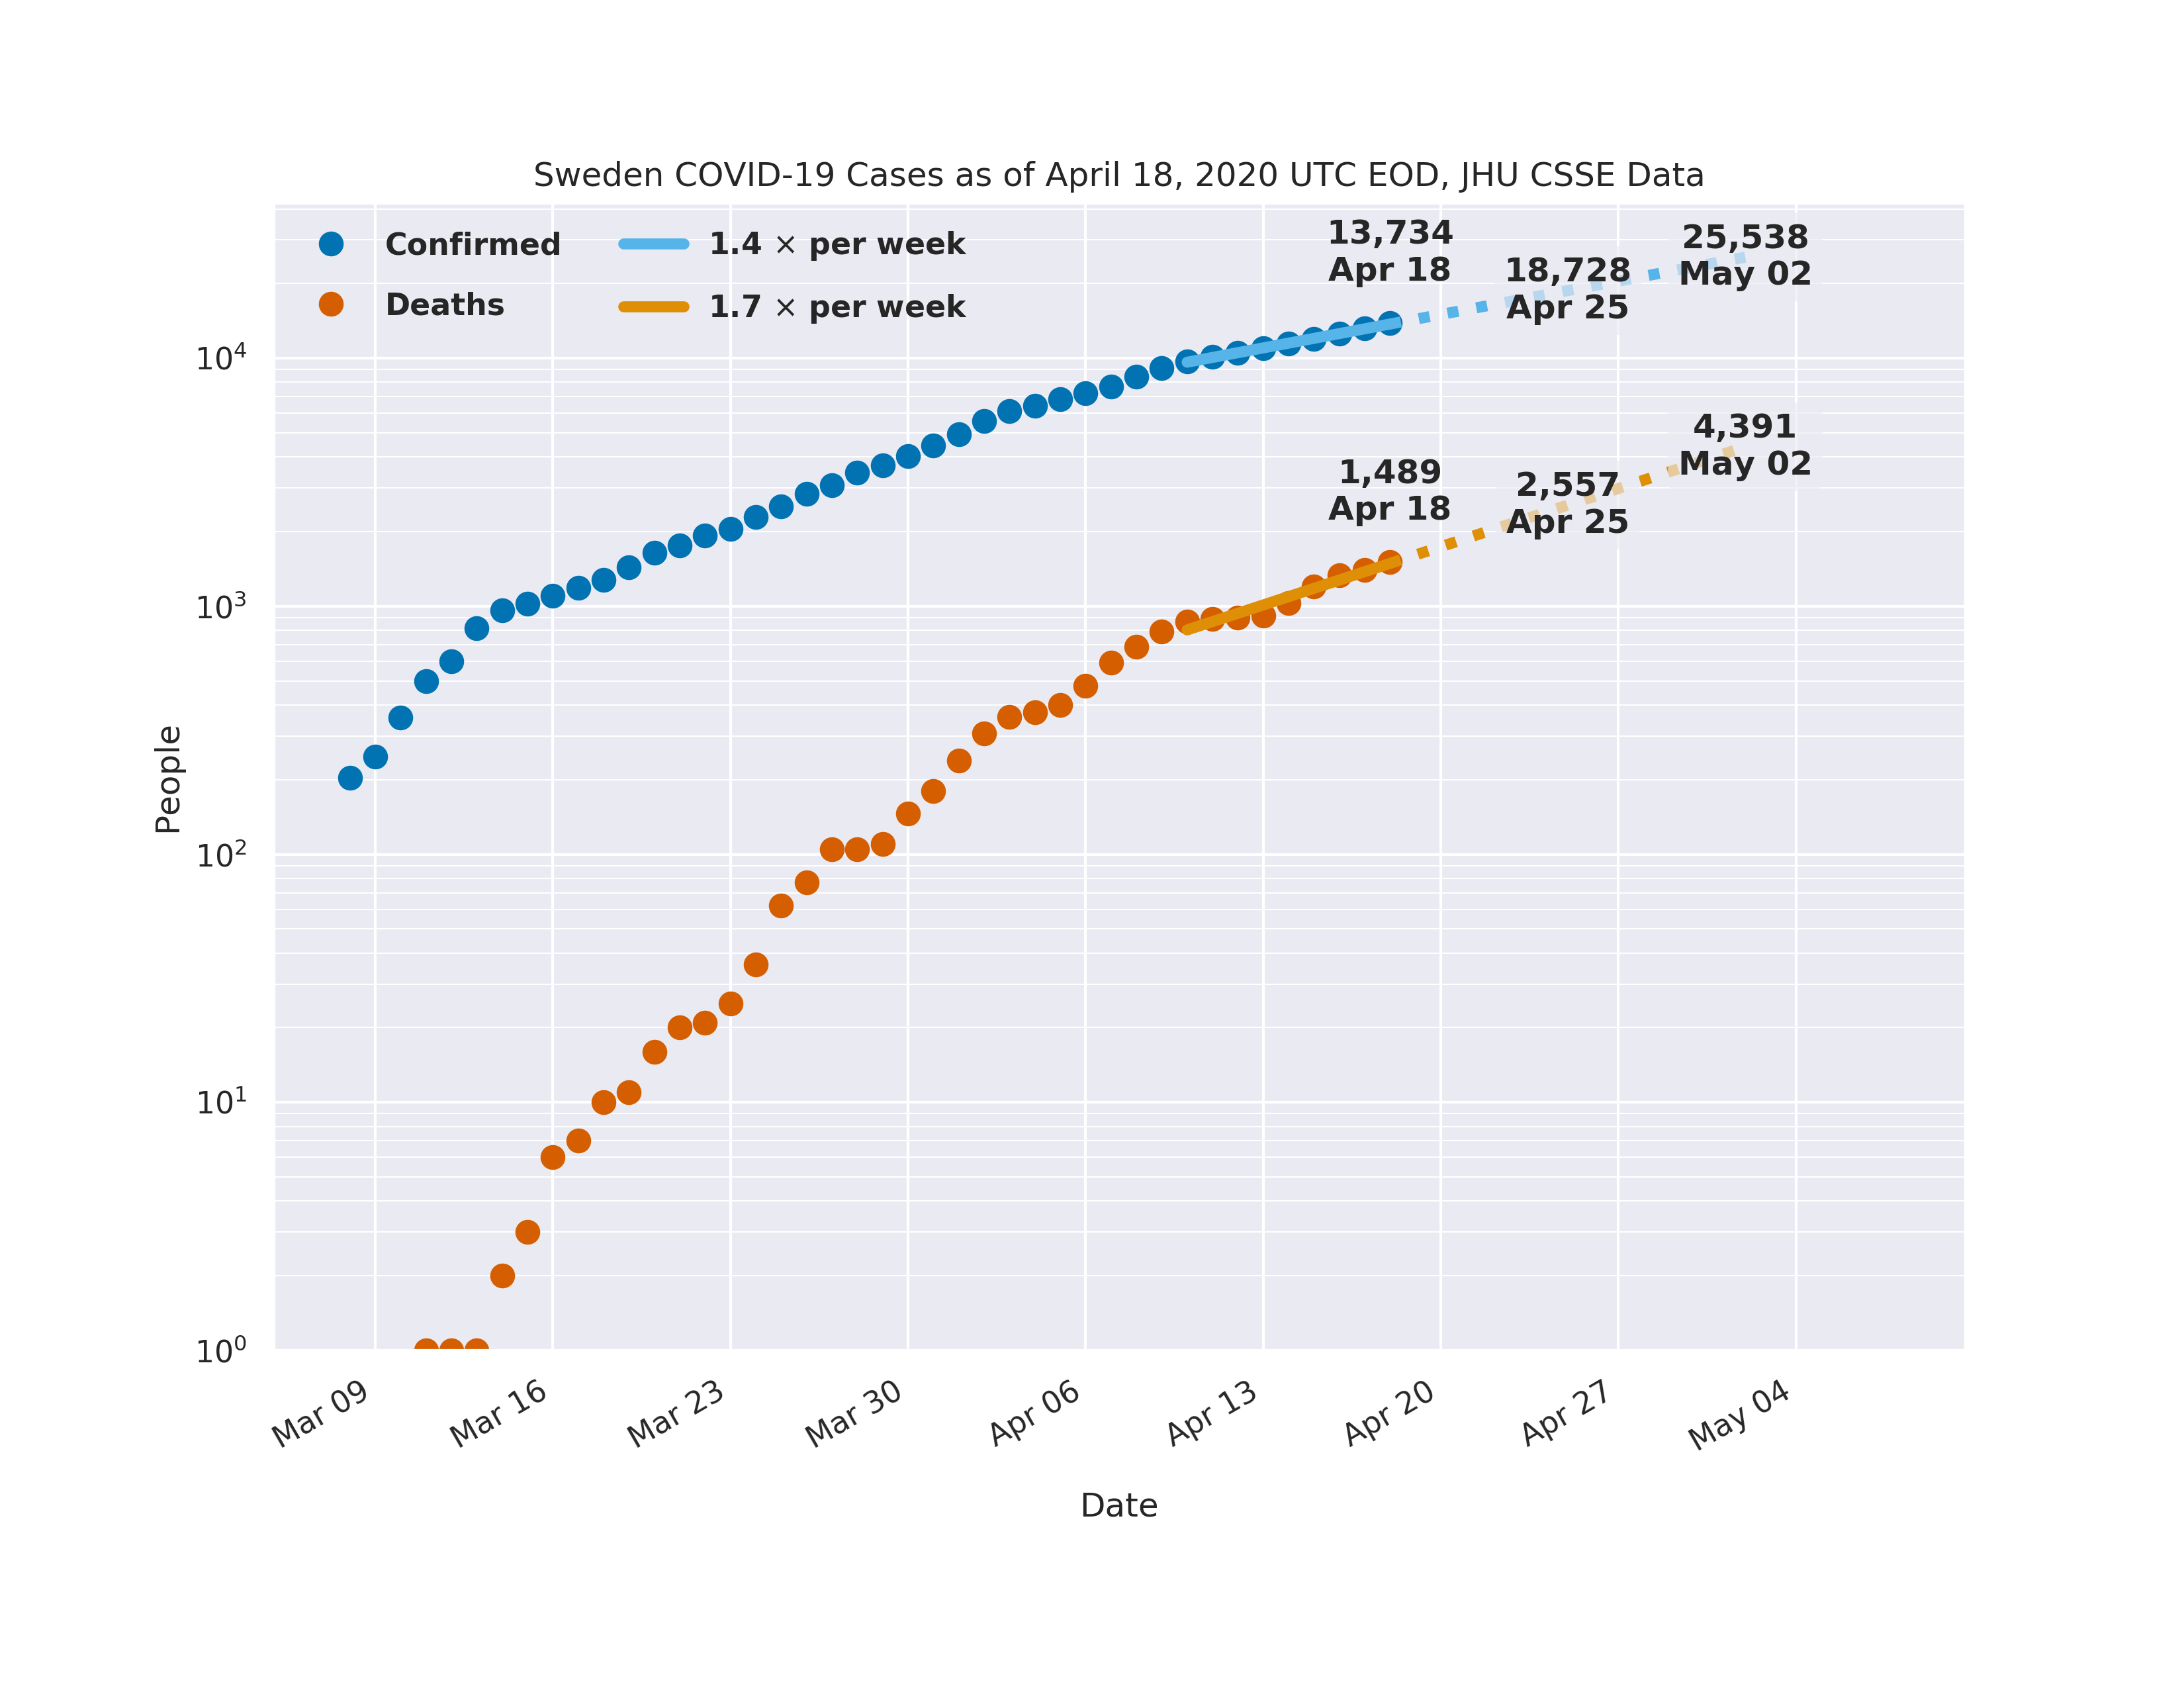 Sweden COVID-19 Cases as of April 18, 2020 UTC EOD, JHU CSSE Data
Confirmed
Deaths
1.4 × per week
1.7 × per week
13,734
Apr 18
18,728
Apr 25
25,538
May 02
1,489
Apr 18
2,557
Apr 25
4,391
May 02
People
10⁴
10³
10²
10¹
10⁰
Mar 09
Mar 16
Mar 23
Mar 30
Apr 06
Apr 13
Apr 20
Apr 27
May 04
Date